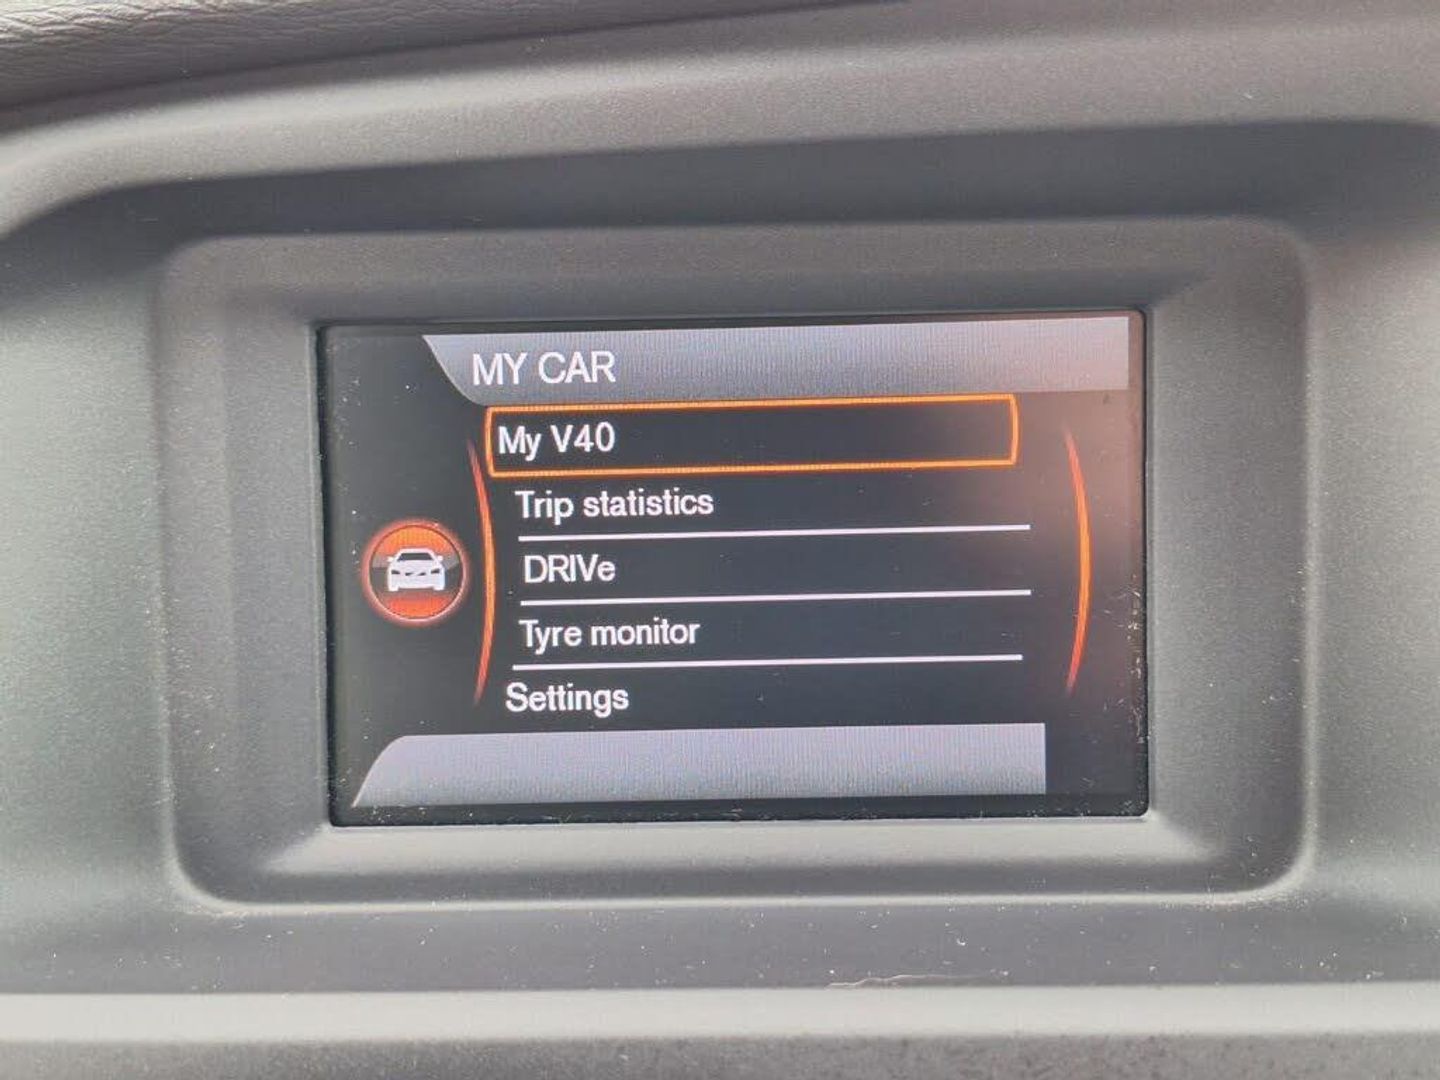 MY CAR
My V40
Trip statistics
DRIVe
Tyre monitor
Settings